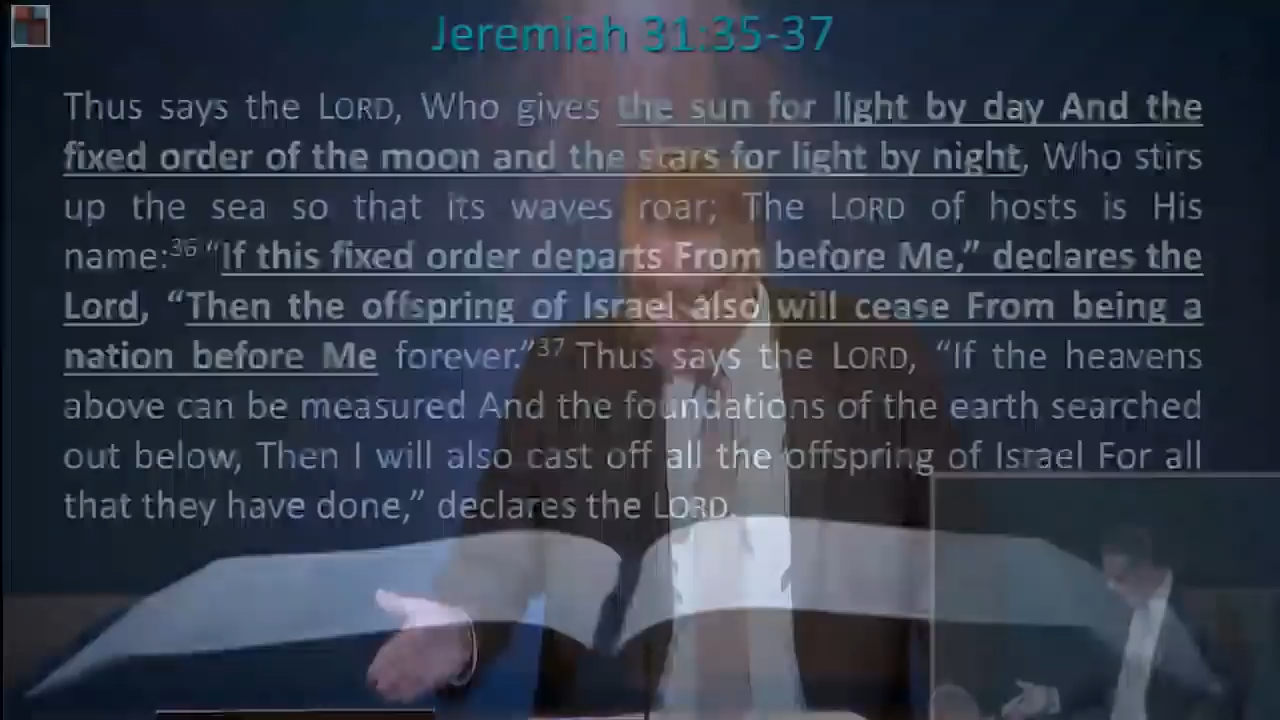 Jeremiah 31:35-37
Thus says the LORD, Who gives the sun for light by day And the
fixed order of the moon and the stars for light by night, Who stirs
up the sea so that its waves roar; The LORD of hosts is His
name:36 “If this fixed order departs From before Me,” declares the
Lord, “Then the offspring of Israel also will cease From being a
nation before Me forever.”37 Thus says the LORD, “If the heavens
above can be measured And the foundations of the earth searched
out below, Then I will also cast off all the offspring of Israel For all
that they have done,” declares the LORD.